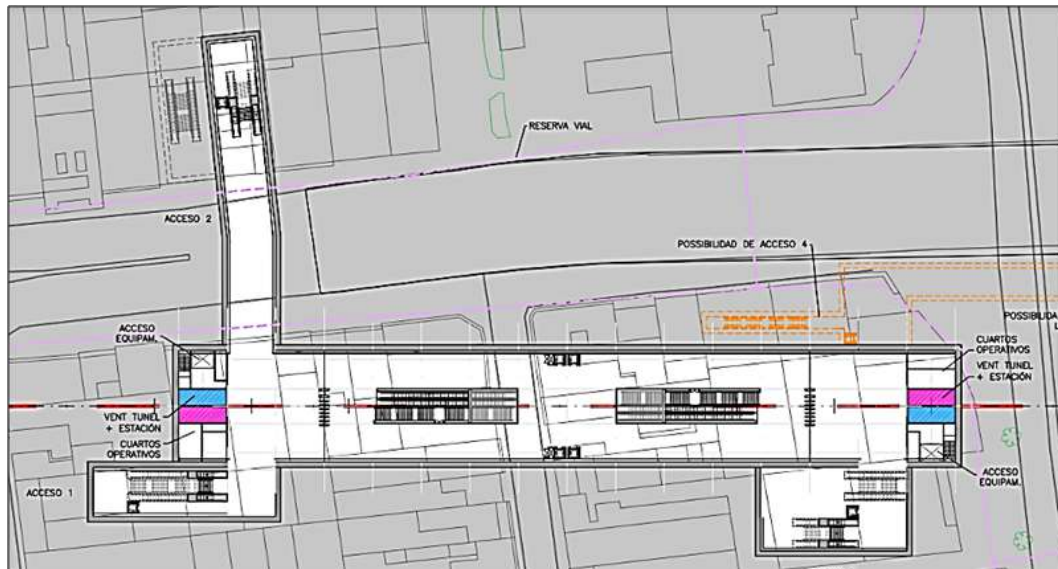 RESERVA VIAL
ACCESO 2
POSSIBILIDAD DE ACCESO 4
POSSIBILIDA
L
ACCESO
EQUIPAM.
CUARTOS
OPERATIVOS
VENT TUNEL
+ ESTACIÓN
VENT TUNEL
+ ESTACIÓN
CUARTOS
OPERATIVOS
ACCESO 1
ACCESO
EQUIPAM.